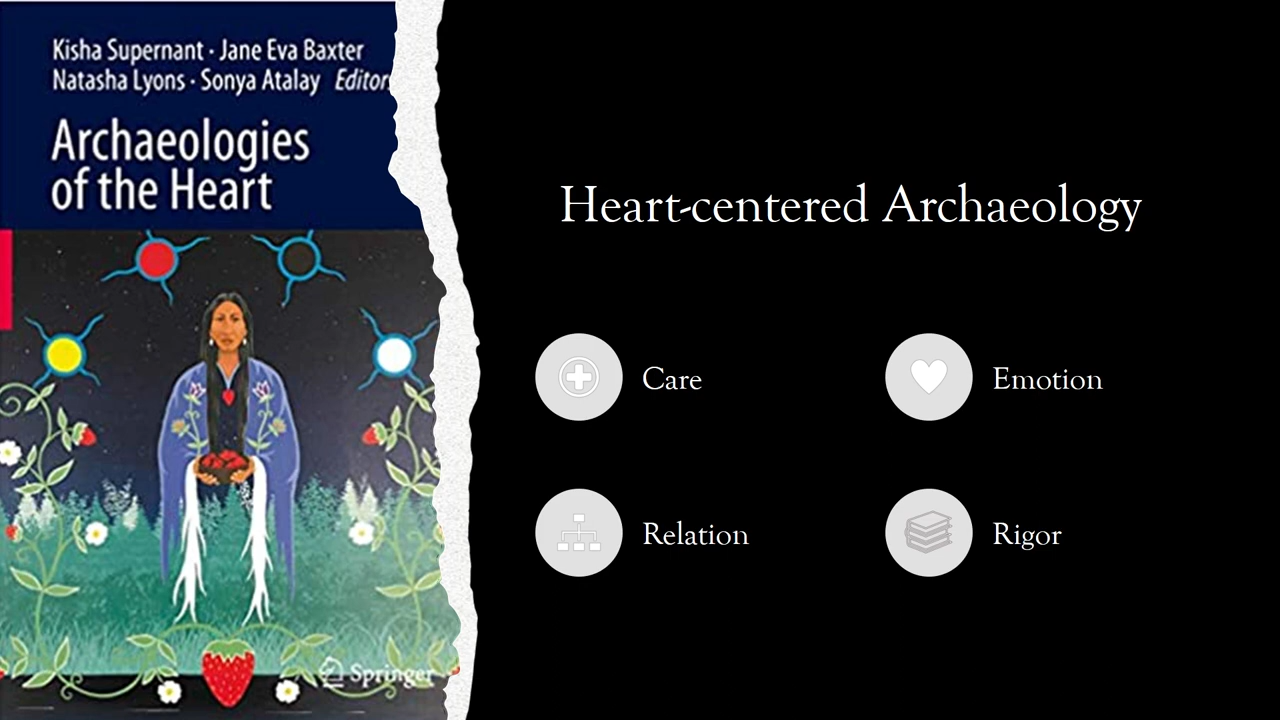 Kisha Supernant · Jane Eva Baxter
Natasha Lyons · Sonya Atalay Editor
Archaeologies
of the Heart
Springer
Heart-centered Archaeology
Care
Emotion
Relation
Rigor